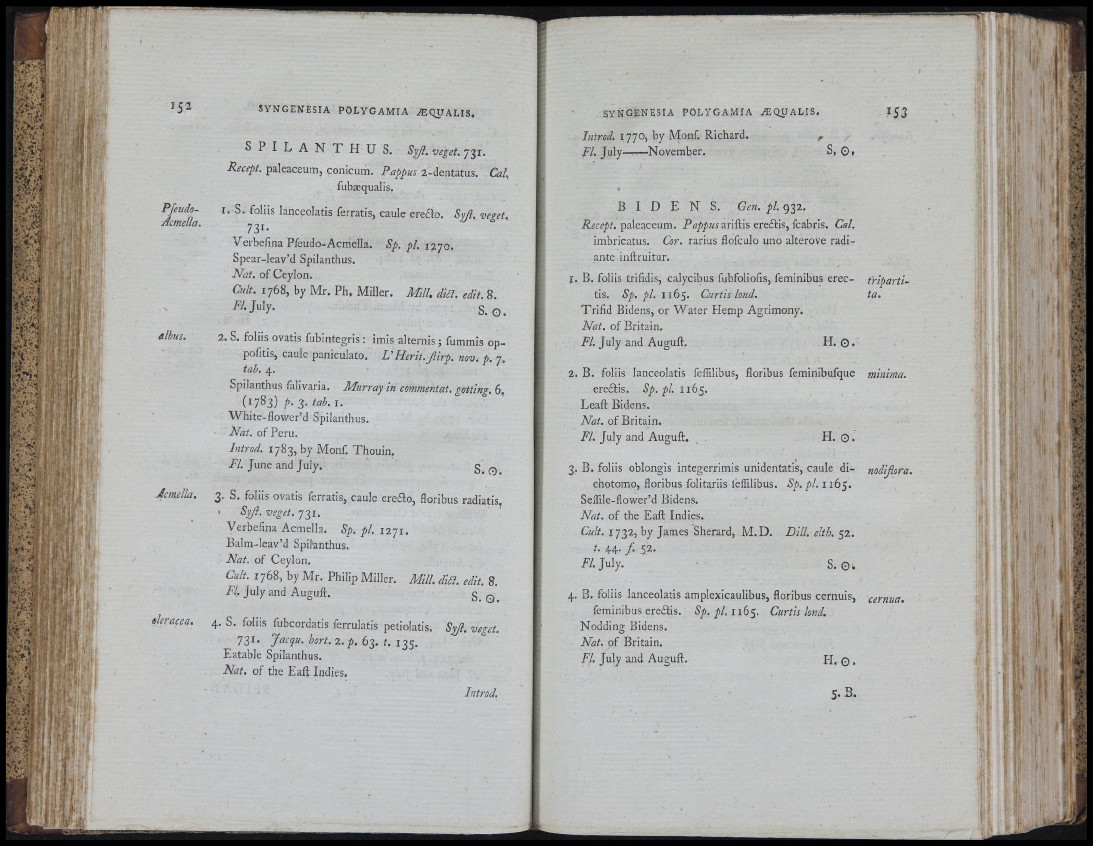 152 SYNGENESIA POLYGAMIA ÆQUALIS.
SPILANTHUS. Syſt. veget. 731.
Recept. paleaceum, conicum. Pappus 2-dentatus. Cal.
ſubæqualis.
Pſeudo- 1. S. foliis lanceolatis ſerratis, caule erecto. Syſt. veget.
Acmella. 731.
Verbeſina Pſeudo-Acmella. Sp. pl. 1270.
Spear-leav'd Spilanthus.
Nat. of Ceylon.
Cult. 1768, by Mr. Ph. Miller. Mill. dict. edit. 8.
Fl. July. S. ☉.
albus. 2. S. foliis ovatis ſubintegris: imis alternis; ſummis op-
poſitis, caule paniculato. L'Herit. ſtirp. nov. p. 7.
tab. 4.
Spilanthus ſalivaria. Murray in commentat. gotting. 6.
(1783) p. 3. tab. 1.
White-flower'd Spilanthus.
Nat. of Peru.
Introd. 1783, by Monſ. Thouin.
Fl. June and July. S. ☉.
Acmella. 3. S. foliis ovatis ſerratis, caule erecto, floribus radiatis.
Syſt. veget. 731.
Verbeſina Acmella. Sp. pl. 1271.
Balm-leav'd Spilanthus.
Nat. of Ceylon.
Cult. 1768, by Mr. Philip Miller. Mill. dict. edit. 8.
Fl. July and Auguſt. S. ☉.
oleracea. 4. S. foliis ſubcordatis ſerrulatis petiolatis. Syſt. veget.
731. Jacqu. hort. 2. p. 63. t. 135.
Eatable Spilanthus.
Nat. of the Eaſt Indies.
Introd.
SYNGENESIA POLYGAMIA ÆQUALIS. 153
Introd. 1770, by Monſ. Richard.
Fl. July——November. S. ☉.
BIDENS. Gen. pl. 932.
Recept. paleaceum. Pappus ariſtis erectis, ſcabris. Cal.
imbricatus. Cor. rarius floſculo uno alterove radi-
ante inſtruitur.
1. B. foliis trifidis, calycibus ſubfolioſis, ſeminibus erec- triparti-
tis. Sp. pl. 1165. Curtis lond. ta.
Trifid Bidens, or Water Hemp Agrimony.
Nat. of Britain.
Fl. July and Auguſt. H. ☉.
2. B. foliis lanceolatis ſeſſilibus, floribus ſeminibuſque minima.
erectis. Sp. pl. 1165.
Leaſt Bidens.
Nat. of Britain.
Fl. July and Auguſt. H. ☉.
3. B. foliis oblongis integerrimis unidentatis, caule di- nodiflora.
chotomo, floribus ſolitariis ſeſſilibus. Sp. pl. 1165.
Seſſile-flower'd Bidens.
Nat. of the Eaſt Indies.
Cult. 1732, by James Sherard, M.D. Dill. elth. 52.
t. 44. f. 52.
Fl. July. S. ☉.
4. B. foliis lanceolatis amplexicaulibus, floribus cernuis, cernua.
ſeminibus erectis. Sp. pl. 1165. Curtis lond.
Nodding Bidens.
Nat. of Britain.
Fl. July and Auguſt. H. ☉.
5. B.